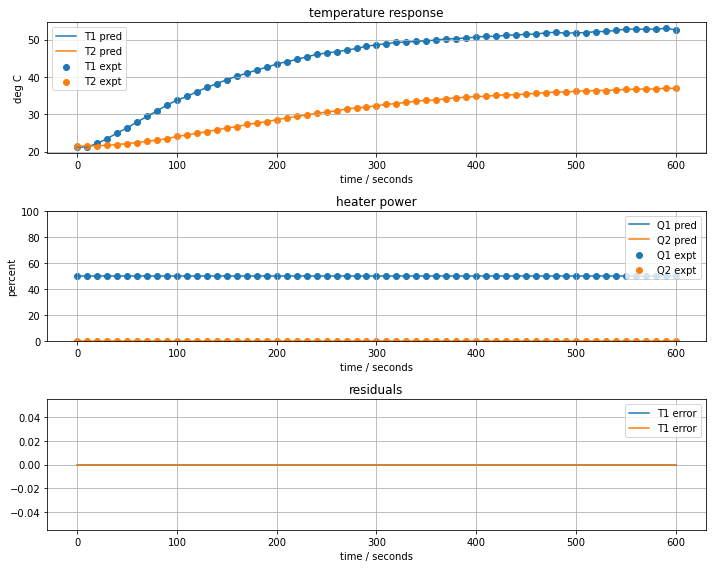 temperature response
50
40
30
20
deg C
T1 pred
T2 pred
T1 expt
T2 expt
0 100 200 300 400 500 600
time / seconds
heater power
100
80
60
40
20
0
percent
Q1 pred
Q2 pred
Q1 expt
Q2 expt
0 100 200 300 400 500 600
time / seconds
residuals
0.04
0.02
0.00
−0.02
−0.04
T1 error
T1 error
0 100 200 300 400 500 600
time / seconds